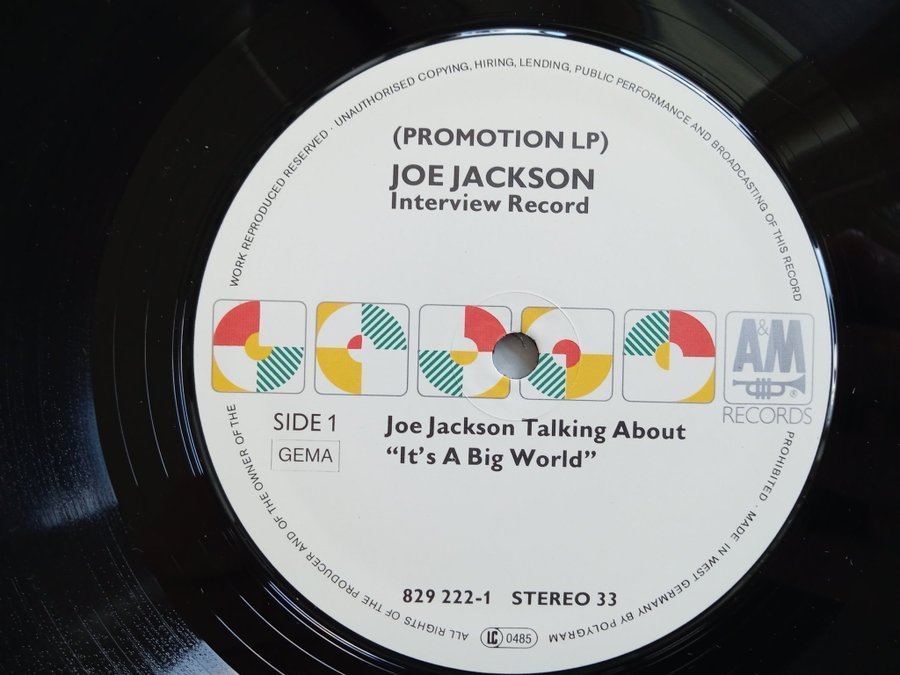 (PROMOTION LP)
JOE JACKSON
Interview Record
A&M
RECORDS
SIDE 1
GEMA
Joe Jackson Talking About
“It's A Big World”
829 222-1 STEREO 33
LC 0485
ALL RIGHTS OF THE PRODUCER AND OF THE OWNER OF THE WORK REPRODUCED RESERVED · UNAUTHORISED COPYING, HIRING, LENDING, PUBLIC PERFORMANCE AND BROADCASTING OF THIS RECORD PROHIBITED · MADE IN WEST GERMANY BY POLYGRAM